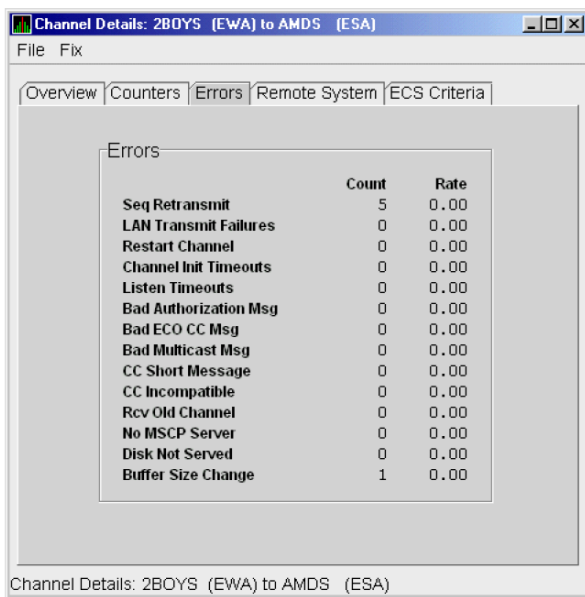 Channel Details: 2BOYS (EWA) to AMDS (ESA)
File Fix
Overview Counters Errors Remote System ECS Criteria
Errors
Count Rate
Seq Retransmit 5 0.00
LAN Transmit Failures 0 0.00
Restart Channel 0 0.00
Channel Init Timeouts 0 0.00
Listen Timeouts 0 0.00
Bad Authorization Msg 0 0.00
Bad ECO CC Msg 0 0.00
Bad Multicast Msg 0 0.00
CC Short Message 0 0.00
CC Incompatible 0 0.00
Rcv Old Channel 0 0.00
No MSCP Server 0 0.00
Disk Not Served 0 0.00
Buffer Size Change 1 0.00
Channel Details: 2BOYS (EWA) to AMDS (ESA)